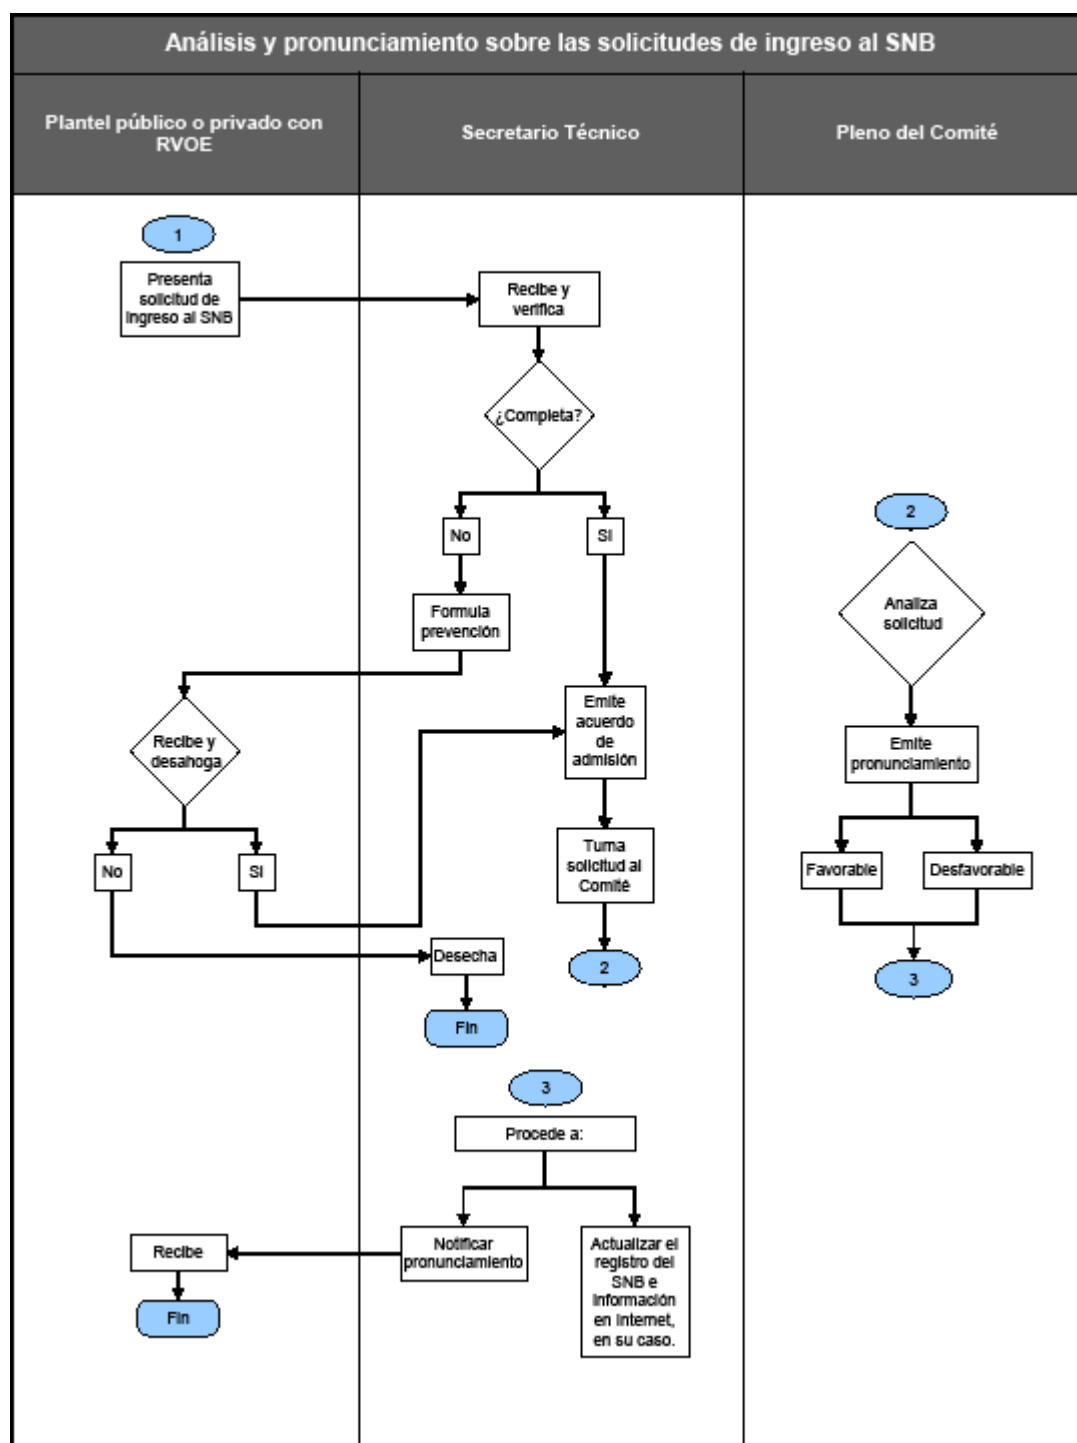 Análisis y pronunciamiento sobre las solicitudes de ingreso al SNB
Plantel público o privado con
RVOE
Secretario Técnico
Pleno del Comité
1
Presenta
solicitud de
ingreso al SNB
Recibe y
verifica
¿Completa?
No
Si
Formula
prevención
Recibe y
desahoga
No
Si
Emite
acuerdo
de
admisión
Turna
solicitud al
Comité
2
Desecha
Fin
2
Analiza
solicitud
Emite
pronunciamiento
Favorable
Desfavorable
3
3
Procede a:
Notificar
pronunciamiento
Actualizar el
registro del
SNB e
información
en Internet,
en su caso.
Recibe
Fin